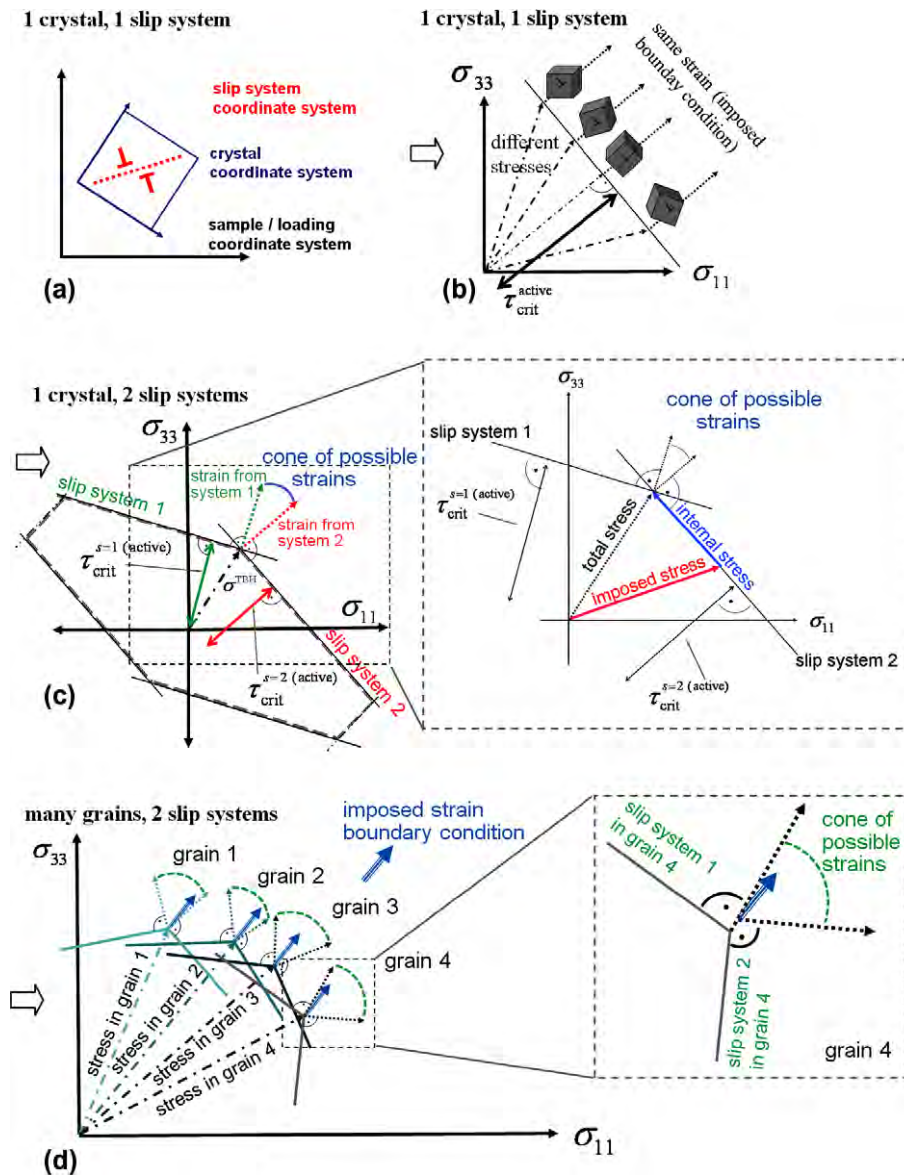 1 crystal, 1 slip system
slip system
coordinate system
crystal
coordinate system
sample / loading
coordinate system
(a)
1 crystal, 1 slip system
σ33
same strain (imposed
bounday condition)
different
stresses
τ active crit
σ11
(b)
1 crystal, 2 slip systems
σ33
cone of possible
strains
strain from
system 1
strain from
system 2
slip system 1
τ s=1 (active) crit
σTBH
σ11
slip system 2
τ s=2 (active) crit
(c)
σ33
cone of possible
strains
slip system 1
τ s=1 (active) crit
total stress
internal stress
imposed stress
σ11
slip system 2
τ s=2 (active) crit
many grains, 2 slip systems
imposed strain
boundary condition
σ33
grain 1
grain 2
grain 3
grain 4
stress in grain 1
stress in grain 2
stress in grain 3
stress in grain 4
σ11
(d)
slip system 1
in grain 4
cone of
possible
strains
slip system 2
in grain 4
grain 4